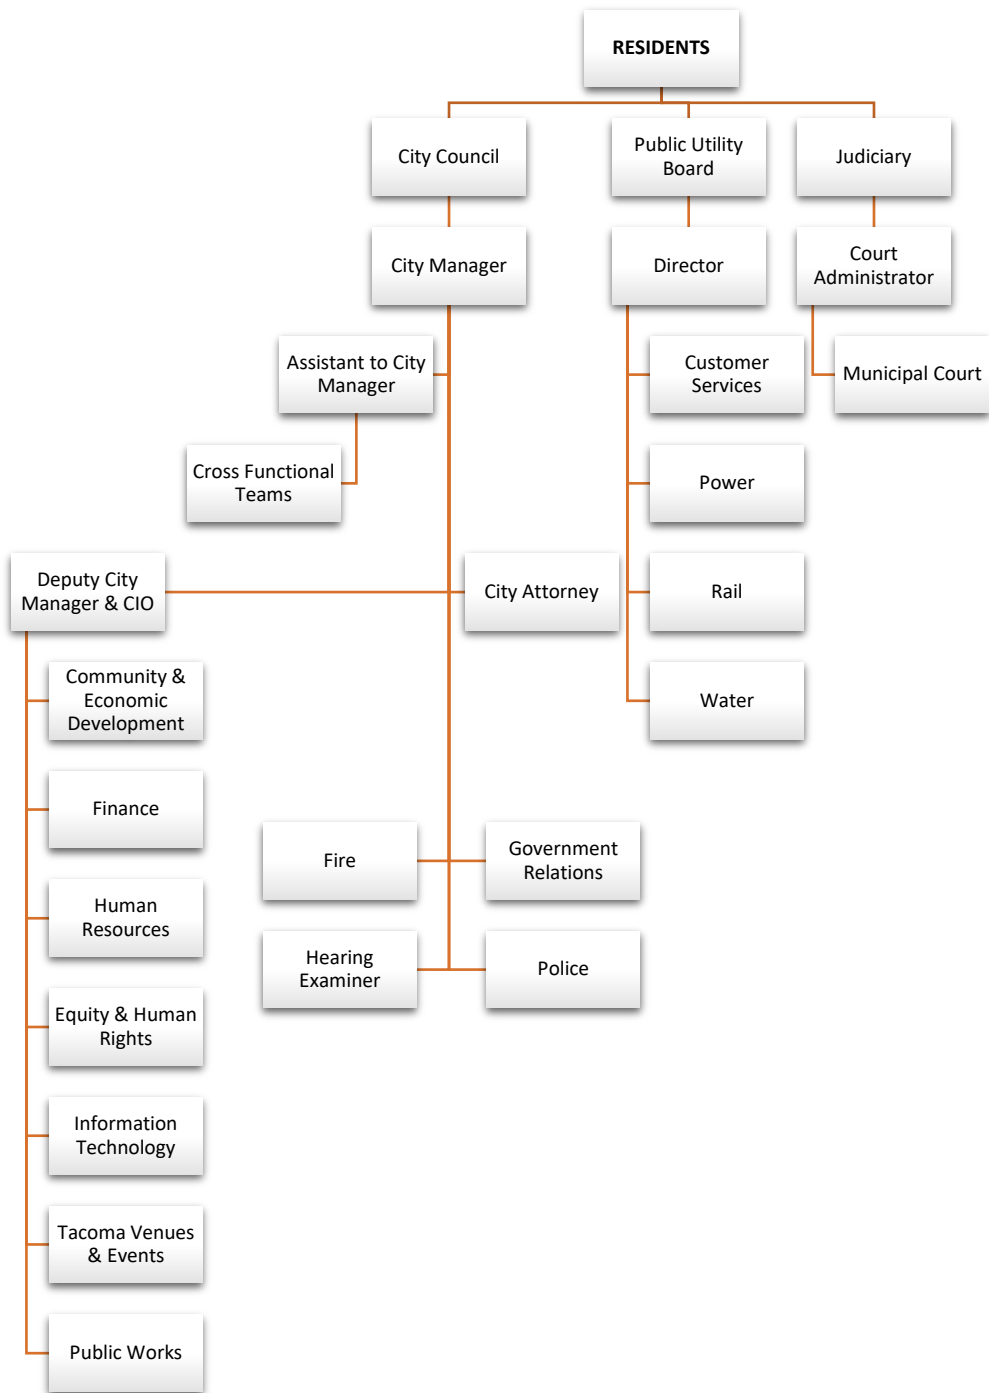 RESIDENTS
City Council
Public Utility
Board
Judiciary
City Manager
Director
Court
Administrator
Assistant to City
Manager
Customer
Services
Municipal Court
Cross Functional
Teams
Power
Deputy City
Manager & CIO
City Attorney
Rail
Community &
Economic
Development
Water
Finance
Fire
Government
Relations
Human
Resources
Hearing
Examiner
Police
Equity & Human
Rights
Information
Technology
Tacoma Venues
& Events
Public Works